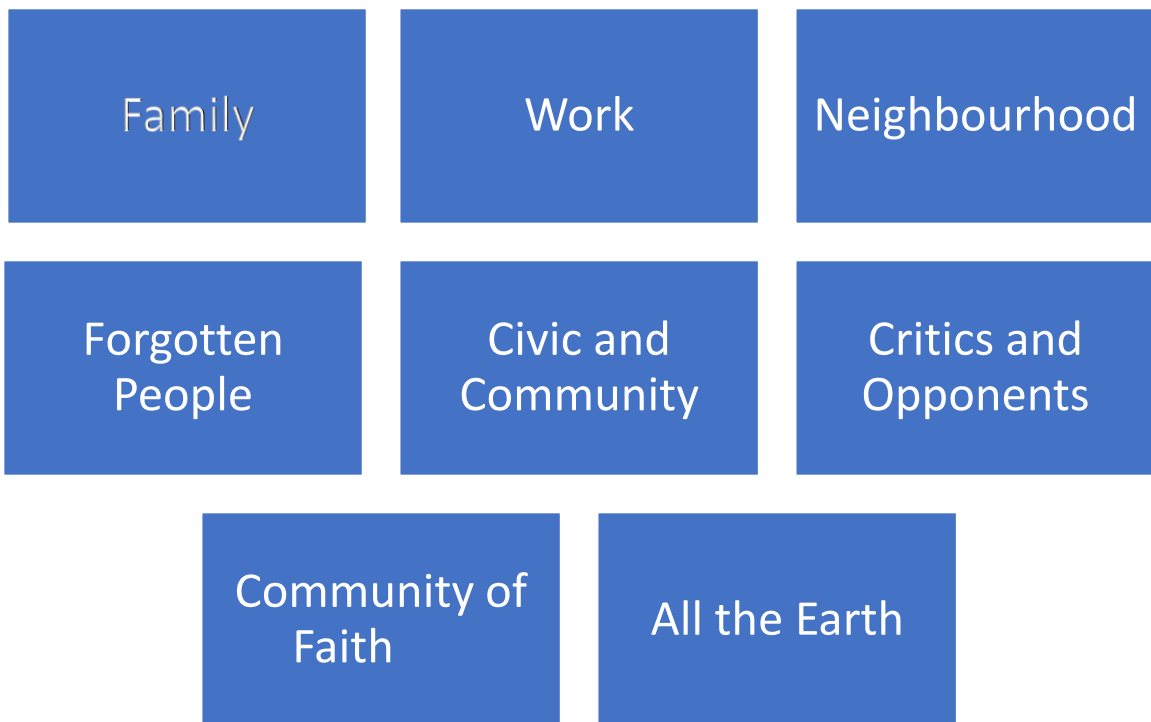 Family
Work
Neighbourhood
Forgotten
People
Civic and
Community
Critics and
Opponents
Community of
Faith
All the Earth